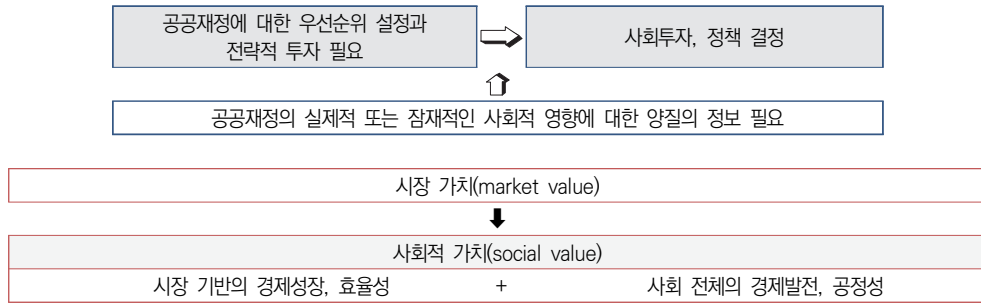 공공재정에 대한 우선순위 설정과
전략적 투자 필요
사회투자, 정책 결정
공공재정의 실제적 또는 잠재적인 사회적 영향에 대한 양질의 정보 필요
시장 가치(market value)
사회적 가치(social value)
시장 기반의 경제성장, 효율성 + 사회 전체의 경제발전, 공정성